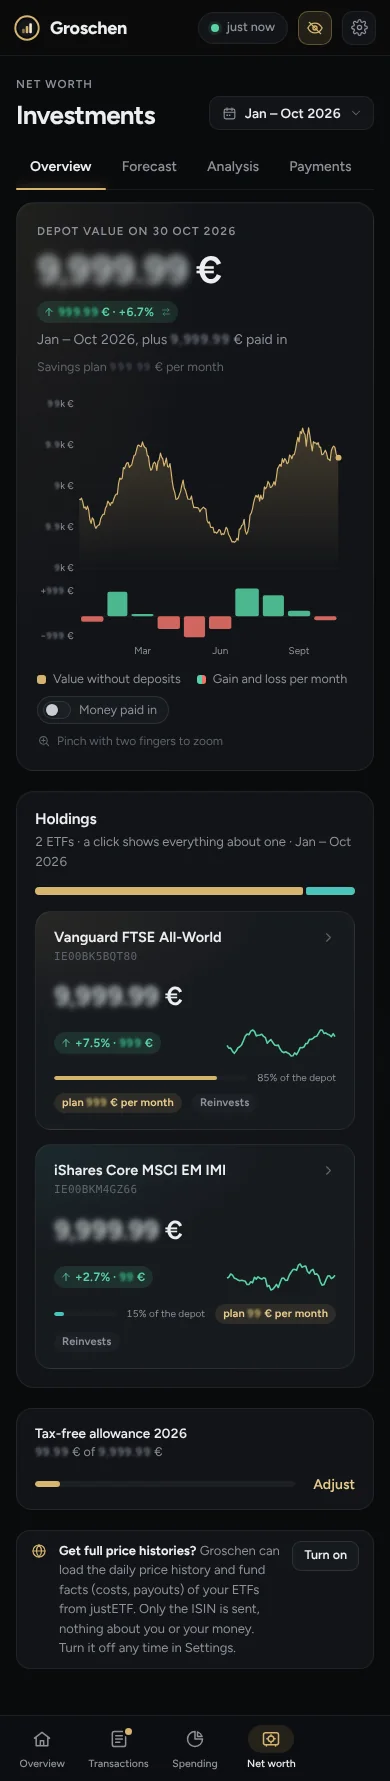 Groschen
just now
NET WORTH
Investments
Jan – Oct 2026
Overview Forecast Analysis Payments
DEPOT VALUE ON 30 OCT 2026
€
↑ € · +6.7%
Jan – Oct 2026, plus € paid in
Savings plan € per month
k €
k €
k €
k €
k €
+ €
− €
Mar Jun Sept
Value without deposits Gain and loss per month
Money paid in
Pinch with two fingers to zoom
Holdings
2 ETFs · a click shows everything about one · Jan – Oct
2026
Vanguard FTSE All-World
IE00BK5BQT80
€
↑ +7.5% · €
85% of the depot
plan € per month Reinvests
iShares Core MSCI EM IMI
IE00BKM4GZ66
€
↑ +2.7% · €
15% of the depot plan € per month
Reinvests
Tax-free allowance 2026
€ of €
Adjust
Get full price histories? Groschen can
load the daily price history and fund
facts (costs, payouts) of your ETFs
from justETF. Only the ISIN is sent,
nothing about you or your money.
Turn it off any time in Settings.
Turn on
Overview Transactions Spending Net worth